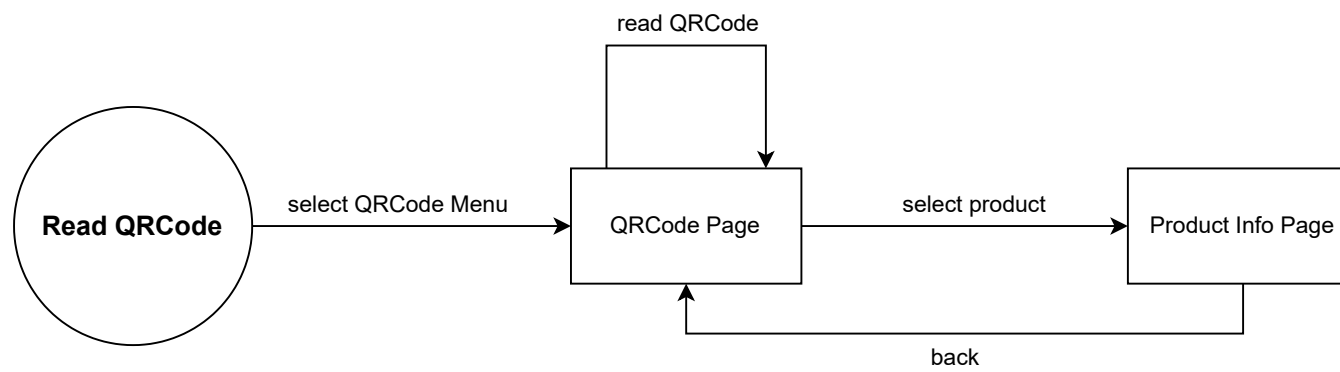 read QRCode
Read QRCode
select QRCode Menu
QRCode Page
select product
Product Info Page
back